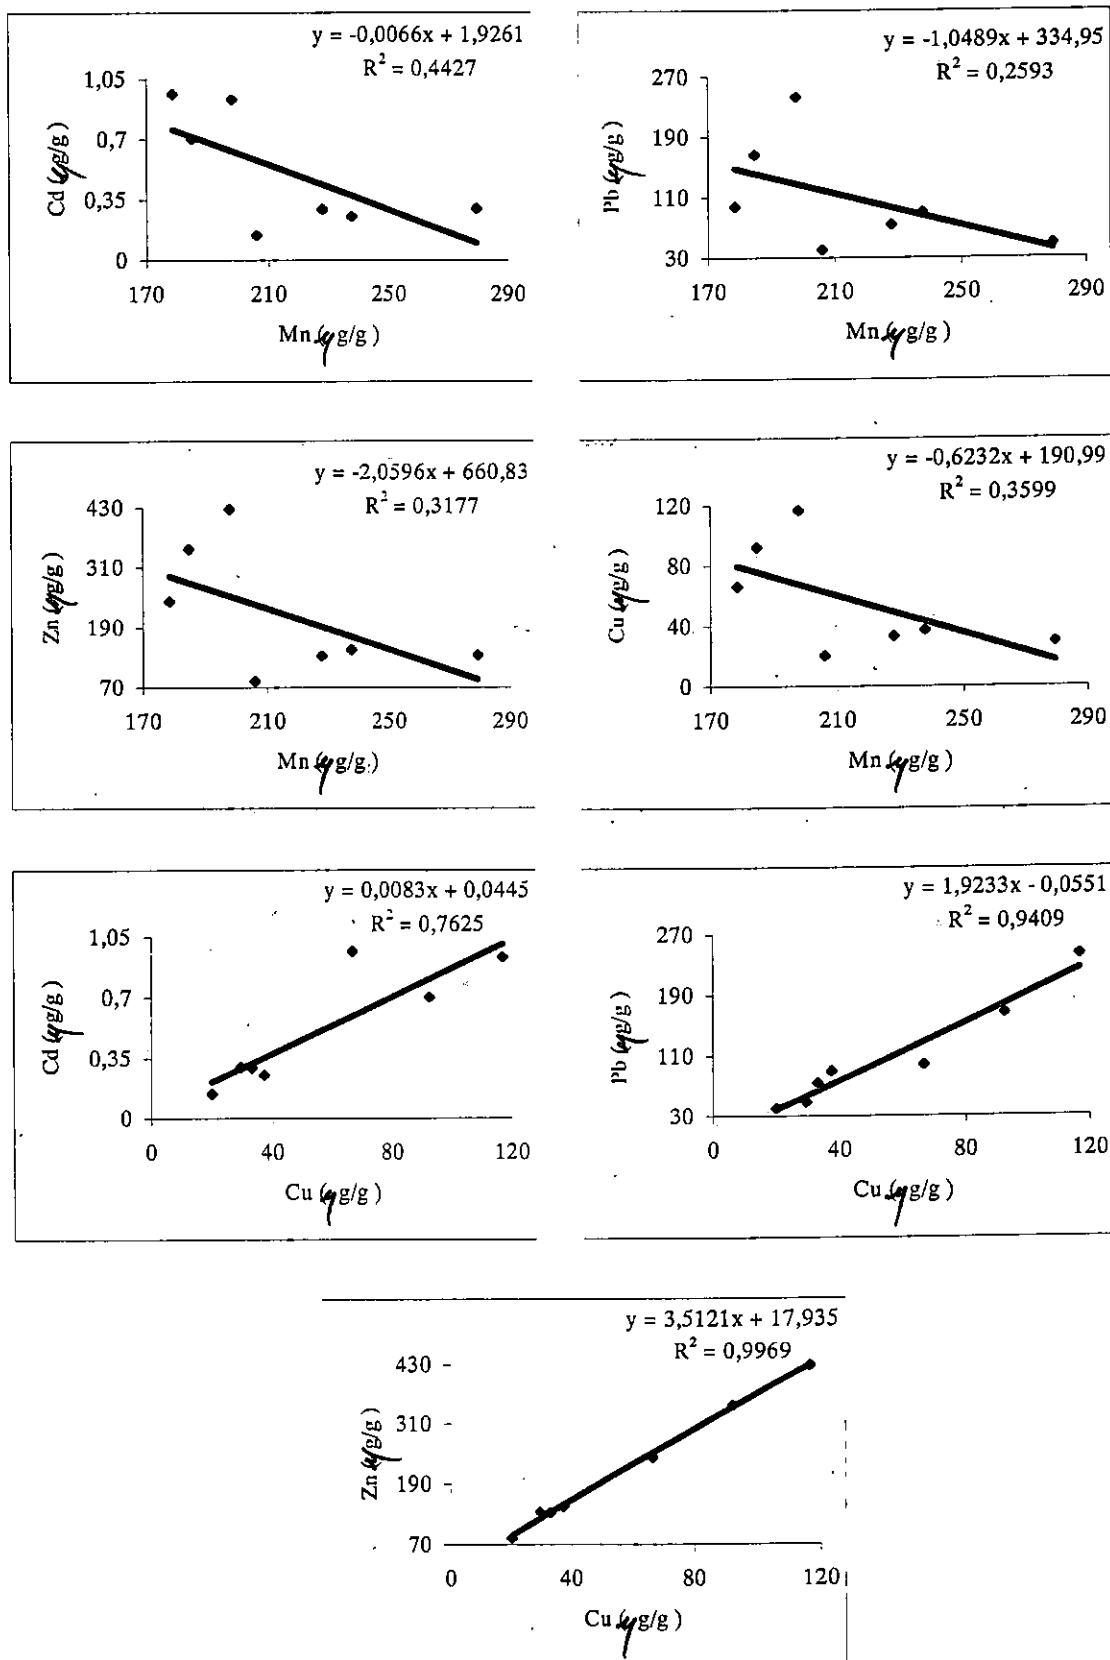 y = -0,0066x + 1,9261
R² = 0,4427
1,05
0,7
0,35
0
Cd (µg/g)
170 210 250 290
Mn (µg/g)
y = -1,0489x + 334,95
R² = 0,2593
270
190
110
30
Pb (µg/g)
170 210 250 290
Mn (µg/g)
y = -2,0596x + 660,83
R² = 0,3177
430
310
190
70
Zn (µg/g)
170 210 250 290
Mn (µg/g)
y = -0,6232x + 190,99
R² = 0,3599
120
80
40
0
Cu (µg/g)
170 210 250 290
Mn (µg/g)
y = 0,0083x + 0,0445
R² = 0,7625
1,05
0,7
0,35
0
Cd (µg/g)
0 40 80 120
Cu (µg/g)
y = 1,9233x - 0,0551
R² = 0,9409
270
190
110
30
Pb (µg/g)
0 40 80 120
Cu (µg/g)
y = 3,5121x + 17,935
R² = 0,9969
430
310
190
70
Zn (µg/g)
0 40 80 120
Cu (µg/g)